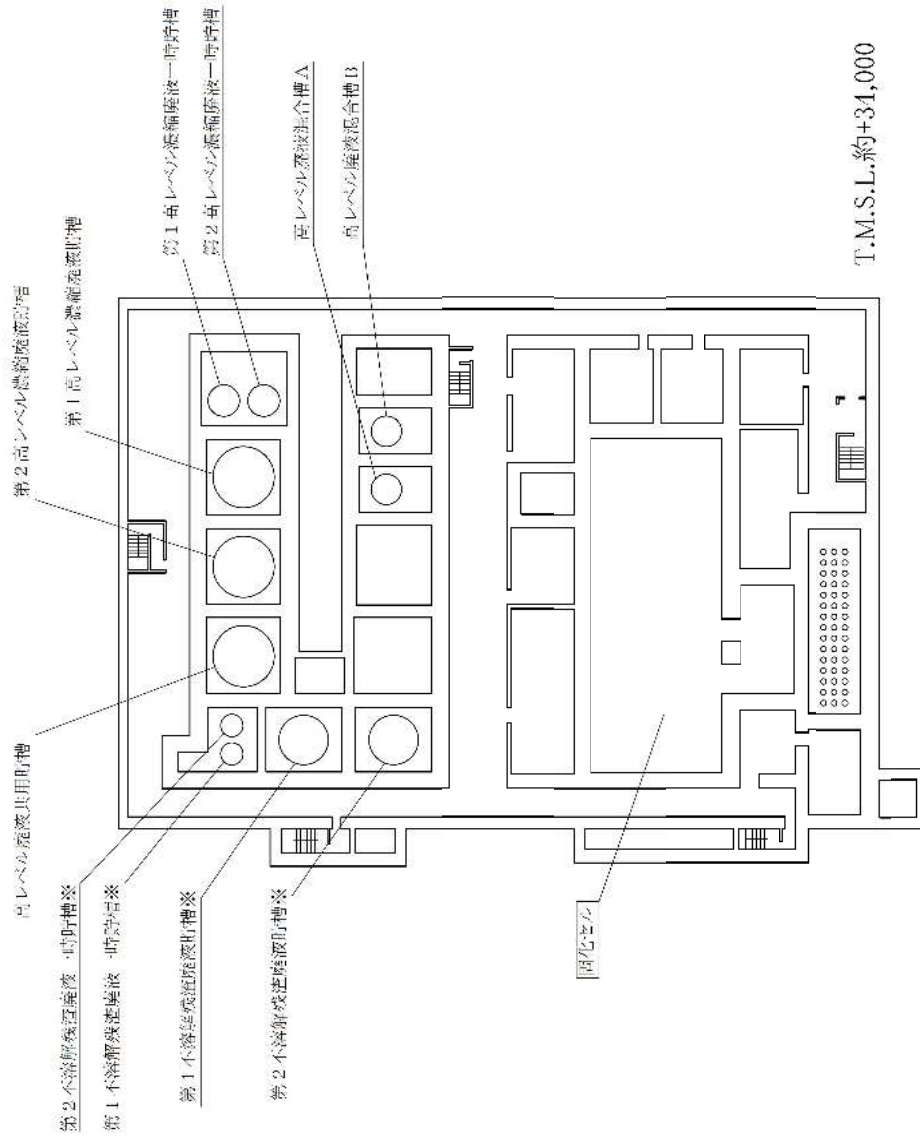 第2不溶解残渣廃液一時貯槽※
第1不溶解残渣廃液一時貯槽※
第1不溶解残渣廃液貯槽※
第2不溶解残渣廃液貯槽※
高レベル廃液共用貯槽
第2高レベル濃縮廃液貯槽
第1高レベル濃縮廃液貯槽
第1高レベル濃縮廃液一時貯槽
第2高レベル濃縮廃液一時貯槽
高レベル廃液混合槽A
高レベル廃液混合槽B
固化セル
T.M.S.L.約+34,000